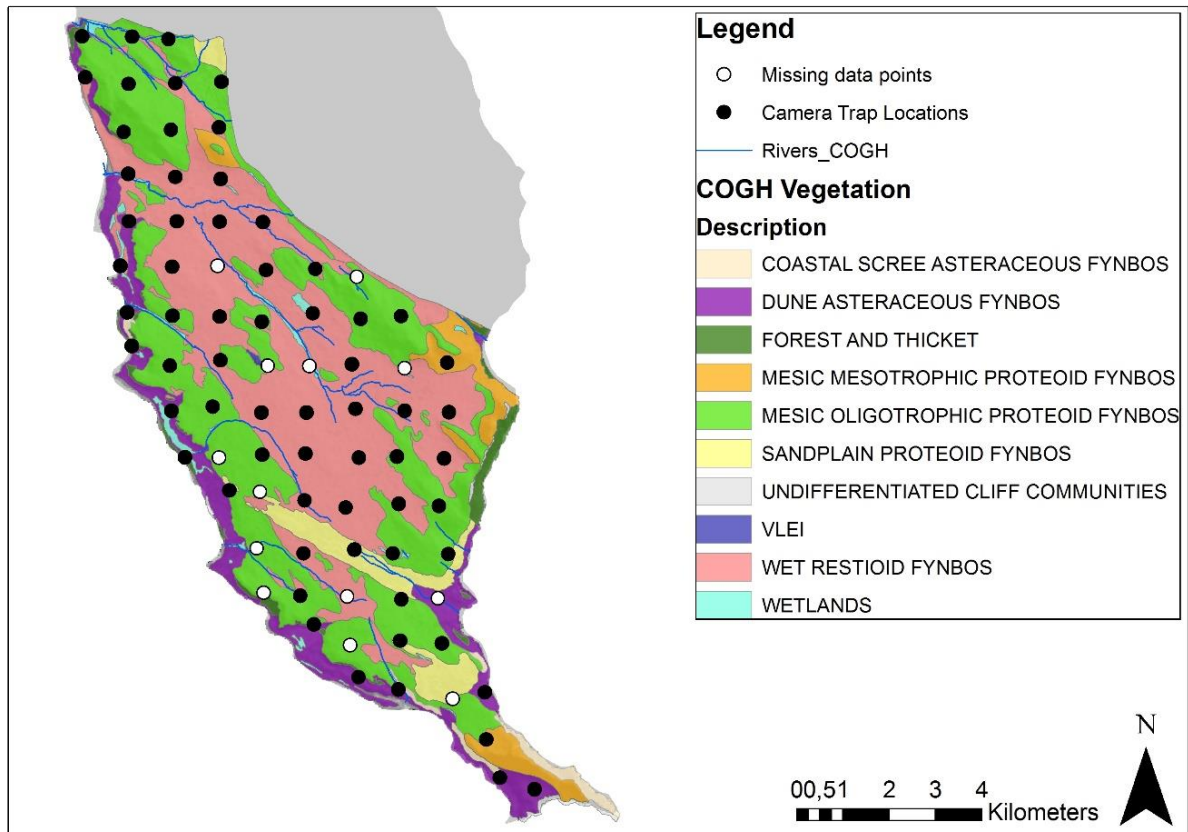 Legend
Missing data points
Camera Trap Locations
Rivers_COGH
COGH Vegetation
Description
COASTAL SCREE ASTERACEOUS FYNBOS
DUNE ASTERACEOUS FYNBOS
FOREST AND THICKET
MESIC MESOTROPHIC PROTEOID FYNBOS
MESIC OLIGOTROPHIC PROTEOID FYNBOS
SANDPLAIN PROTEOID FYNBOS
UNDIFFERENTIATED CLIFF COMMUNITIES
VLEI
WET RESTIOID FYNBOS
WETLANDS
N
00,51 2 3 4
Kilometers